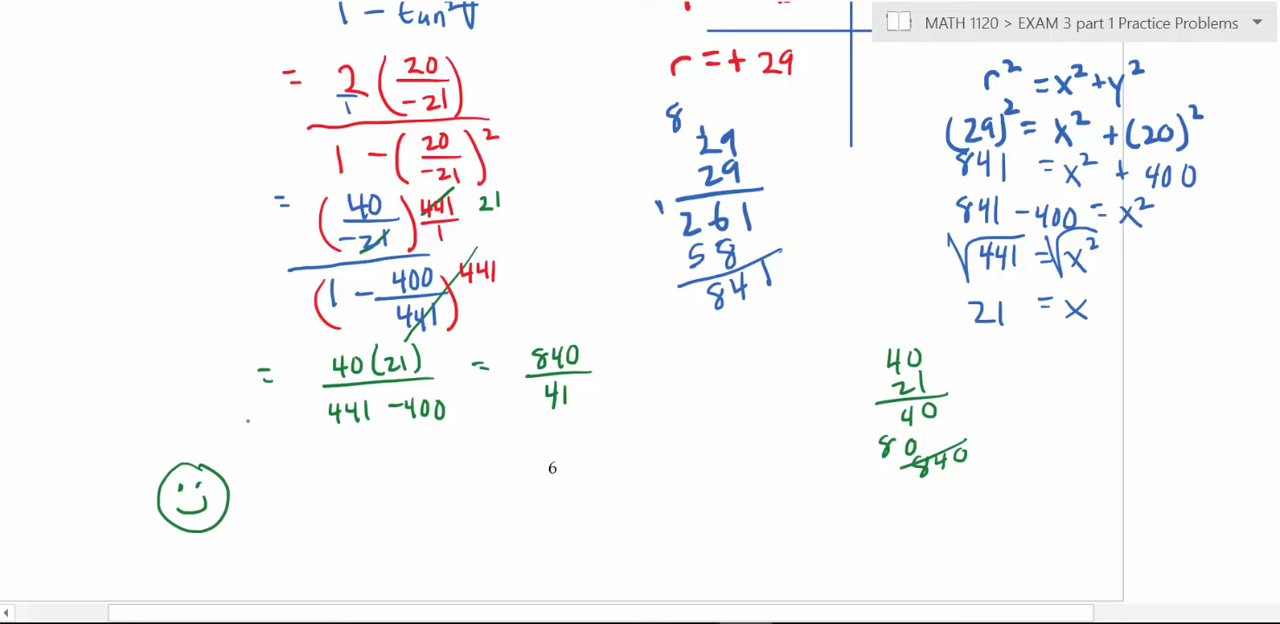 MATH 1120 > EXAM 3 part 1 Practice Problems
1 - tan²
= 2/1 (20/-21)
1 - (20/-21)²
= (40/-21) 441/1 21
(1 - 400/441) 441
= 40(21)/(441 - 400) = 840/41
r = + 29
8
29
29
1 261
58
841
r² = x² + y²
(29)² = x² + (20)²
841 = x² + 400
841 - 400 = x²
√441 = √x²
21 = x
40
21
40
80
840
6